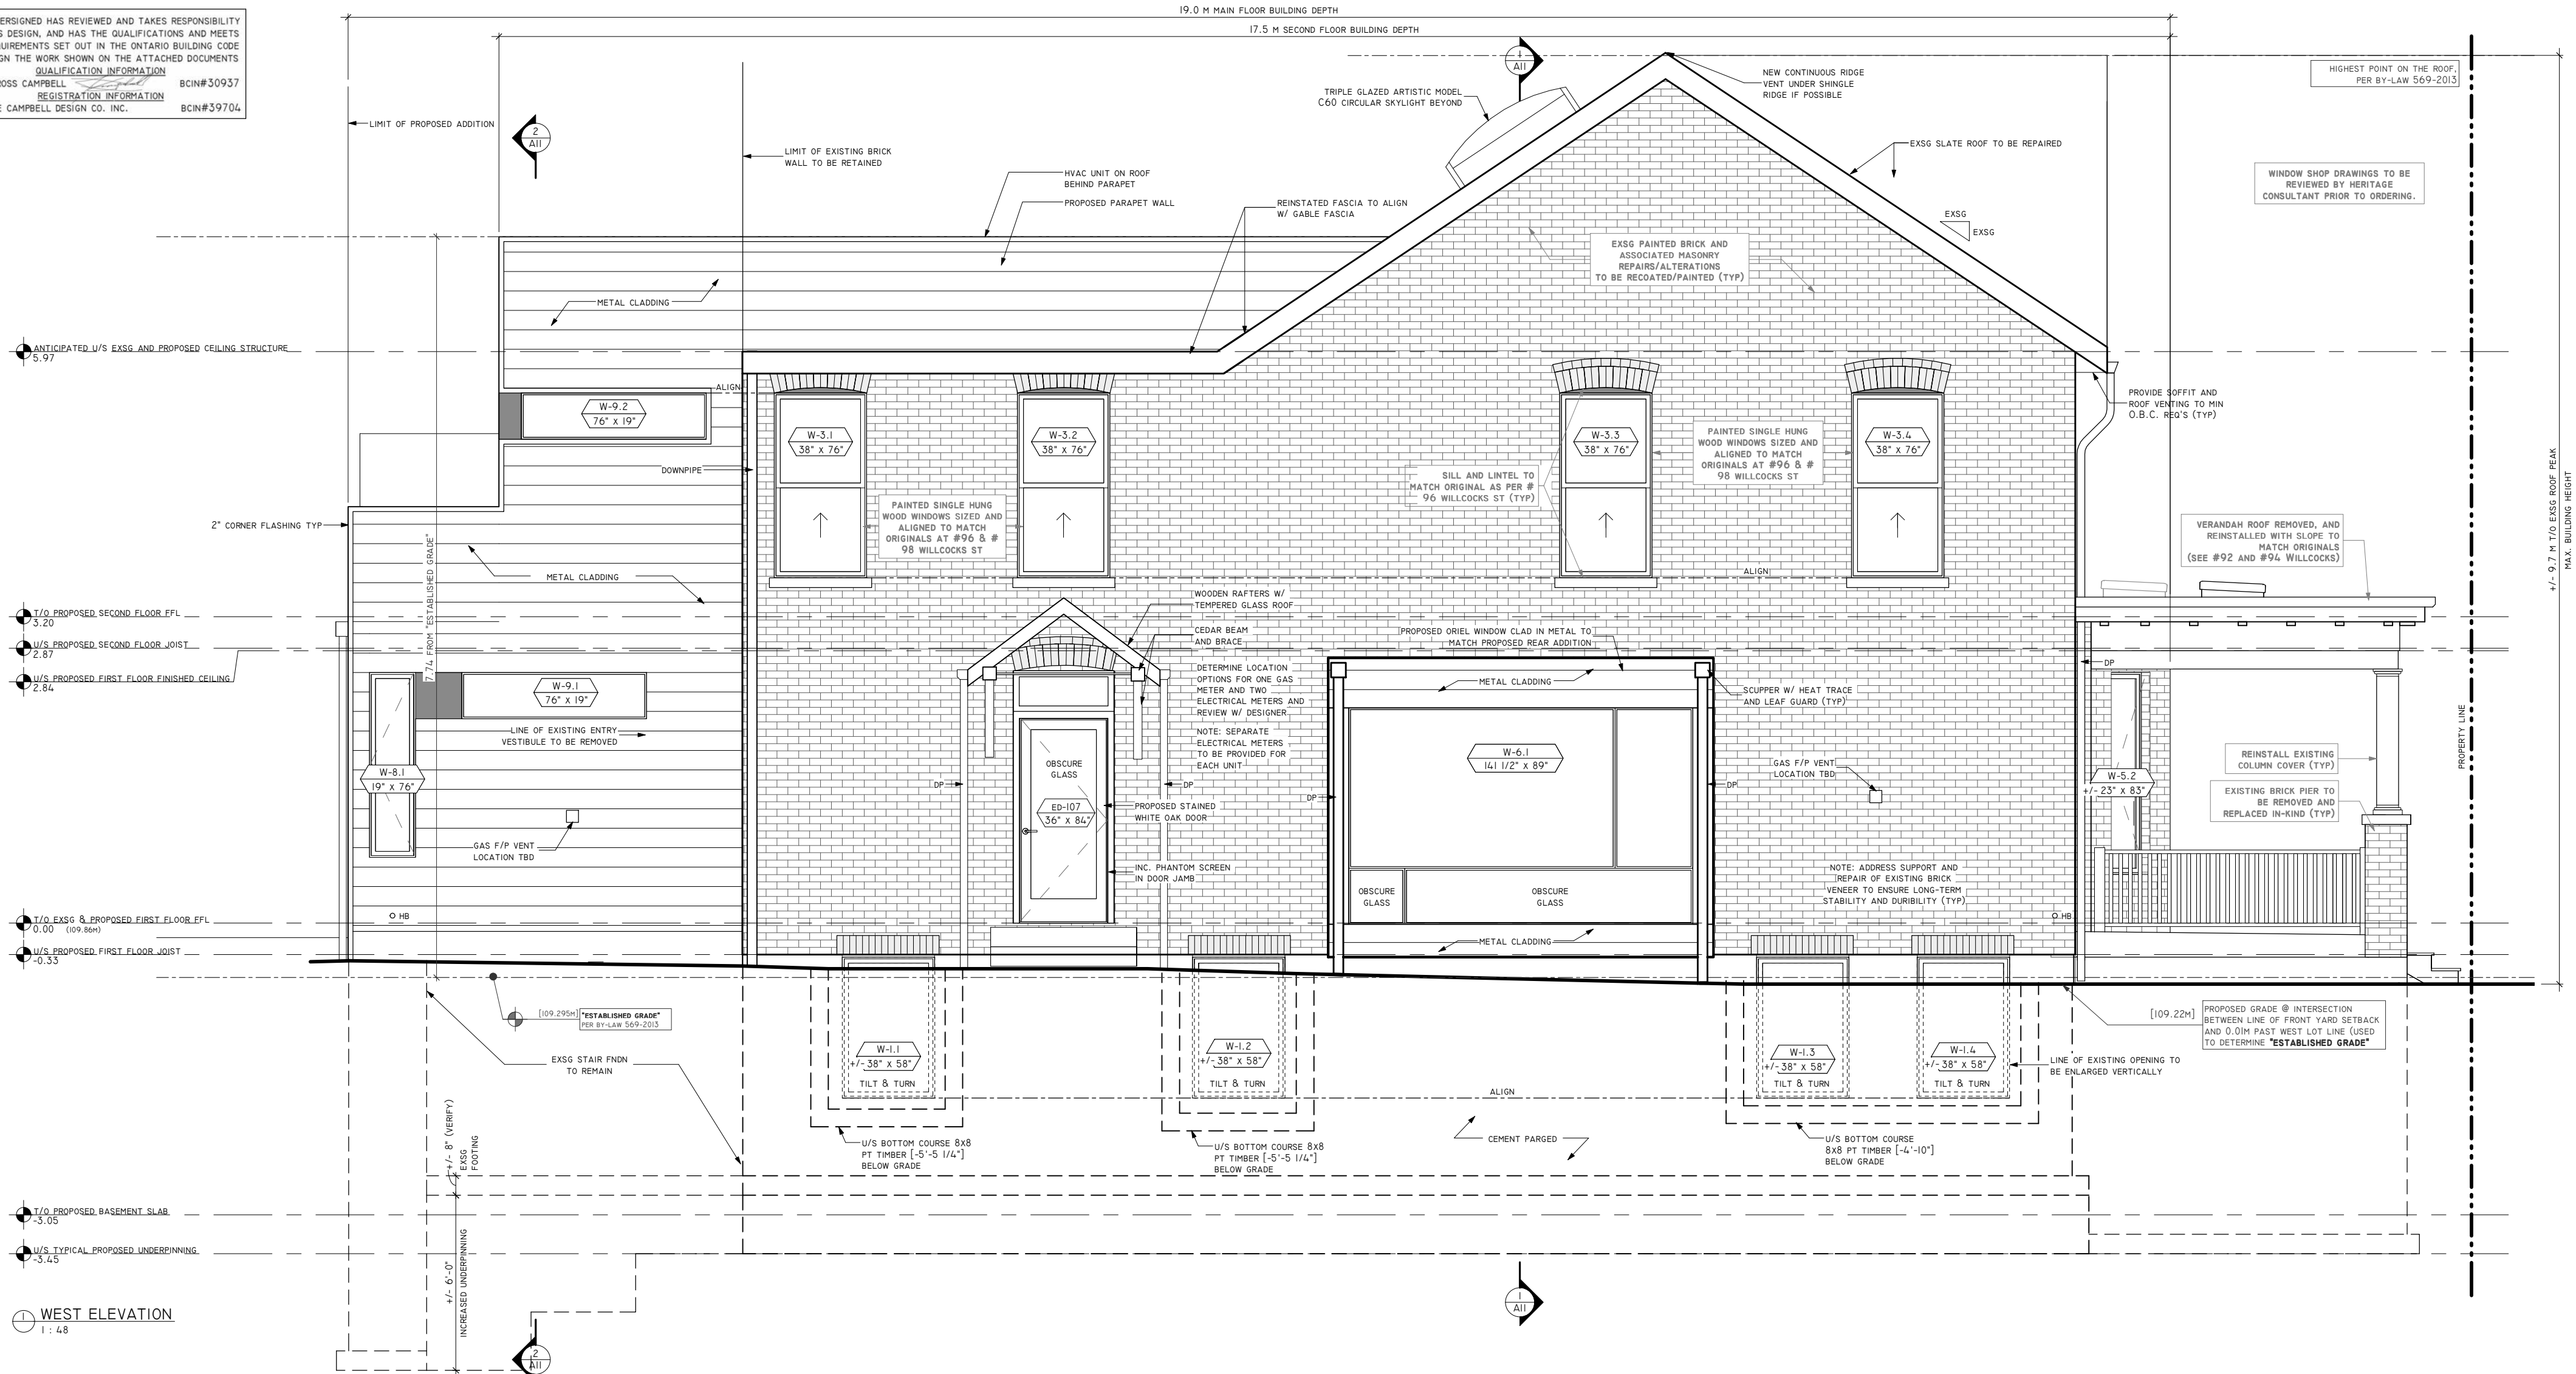 19.0 M MAIN FLOOR BUILDING DEPTH
17.5 M SECOND FLOOR BUILDING DEPTH
ERSIGNED HAS REVIEWED AND TAKES RESPONSIBILITY
S DESIGN, AND HAS THE QUALIFICATIONS AND MEETS
UIREMENTS SET OUT IN THE ONTARIO BUILDING CODE
GN THE WORK SHOWN ON THE ATTACHED DOCUMENTS
QUALIFICATION INFORMATION
ROSS CAMPBELL BCIN#30937
REGISTRATION INFORMATION
E CAMPBELL DESIGN CO. INC. BCIN#39704
LIMIT OF PROPOSED ADDITION
2
A11
LIMIT OF EXISTING BRICK
WALL TO BE RETAINED
HVAC UNIT ON ROOF
BEHIND PARAPET
PROPOSED PARAPET WALL
REINSTATED FASCIA TO ALIGN
W/ GABLE FASCIA
TRIPLE GLAZED ARTISTIC MODEL
C60 CIRCULAR SKYLIGHT BEYOND
1
A11
NEW CONTINUOUS RIDGE
VENT UNDER SHINGLE
RIDGE IF POSSIBLE
EXSG SLATE ROOF TO BE REPAIRED
HIGHEST POINT ON THE ROOF,
PER BY-LAW 569-2013
WINDOW SHOP DRAWINGS TO BE
REVIEWED BY HERITAGE
CONSULTANT PRIOR TO ORDERING.
EXSG
EXSG
EXSG PAINTED BRICK AND
ASSOCIATED MASONRY
REPAIRS/ALTERATIONS
TO BE RECOATED/PAINTED (TYP)
METAL CLADDING
ANTICIPATED U/S EXSG AND PROPOSED CEILING STRUCTURE
5.97
ALIGN
W-9.2
76" X 19"
W-3.1
38" X 76"
W-3.2
38" X 76"
W-3.3
38" X 76"
W-3.4
38" X 76"
PAINTED SINGLE HUNG
WOOD WINDOWS SIZED AND
ALIGNED TO MATCH
ORIGINALS AT #96 & #
98 WILLCOCKS ST
PROVIDE SOFFIT AND
ROOF VENTING TO MIN
O.B.C. REQ'S (TYP)
DOWNPIPE
SILL AND LINTEL TO
MATCH ORIGINAL AS PER #
96 WILLCOCKS ST (TYP)
PAINTED SINGLE HUNG
WOOD WINDOWS SIZED AND
ALIGNED TO MATCH
ORIGINALS AT #96 & #
98 WILLCOCKS ST
2" CORNER FLASHING TYP
7.74 FROM "ESTABLISHED GRADE"
METAL CLADDING
ALIGN
VERANDAH ROOF REMOVED, AND
REINSTALLED WITH SLOPE TO
MATCH ORIGINALS
(SEE #92 AND #94 WILLCOCKS)
+/- 9.7 M T/O EXSG ROOF PEAK
MAX. BUILDING HEIGHT
T/O PROPOSED SECOND FLOOR FFL
3.20
U/S PROPOSED SECOND FLOOR JOIST
2.87
U/S PROPOSED FIRST FLOOR FINISHED CEILING
2.84
WOODEN RAFTERS W/
TEMPERED GLASS ROOF
CEDAR BEAM
AND BRACE
PROPOSED ORIEL WINDOW CLAD IN METAL TO
MATCH PROPOSED REAR ADDITION
METAL CLADDING
SCUPPER W/ HEAT TRACE
AND LEAF GUARD (TYP)
DETERMINE LOCATION
OPTIONS FOR ONE GAS
METER AND TWO
ELECTRICAL METERS AND
REVIEW W/ DESIGNER
NOTE: SEPARATE
ELECTRICAL METERS
TO BE PROVIDED FOR
EACH UNIT
DP
W-9.1
76" X 19"
LINE OF EXISTING ENTRY
VESTIBULE TO BE REMOVED
W-8.1
19" X 76"
OBSCURE
GLASS
ED-107
36" X 84"
DP
DP
PROPOSED STAINED
WHITE OAK DOOR
INC. PHANTOM SCREEN
IN DOOR JAMB
W-6.1
141 1/2" X 89"
DP
DP
GAS F/P VENT
LOCATION TBD
W-5.2
+/- 23" X 83"
REINSTALL EXISTING
COLUMN COVER (TYP)
EXISTING BRICK PIER TO
BE REMOVED AND
REPLACED IN-KIND (TYP)
PROPERTY LINE
GAS F/P VENT
LOCATION TBD
OBSCURE
GLASS
OBSCURE
GLASS
NOTE: ADDRESS SUPPORT AND
REPAIR OF EXISTING BRICK
VENEER TO ENSURE LONG-TERM
STABILITY AND DURIBILITY (TYP)
HB
HB
T/O EXSG & PROPOSED FIRST FLOOR FFL
0.00 (109.86M)
U/S PROPOSED FIRST FLOOR JOIST
-0.33
METAL CLADDING
[109.295M] "ESTABLISHED GRADE"
PER BY-LAW 569-2013
[109.22M]
PROPOSED GRADE @ INTERSECTION
BETWEEN LINE OF FRONT YARD SETBACK
AND 0.01M PAST WEST LOT LINE (USED
TO DETERMINE "ESTABLISHED GRADE"
EXSG STAIR FNDN
TO REMAIN
W-1.1
+/- 38" X 58"
TILT & TURN
W-1.2
+/- 38" X 58"
TILT & TURN
W-1.3
+/- 38" X 58"
TILT & TURN
W-1.4
+/- 38" X 58"
TILT & TURN
LINE OF EXISTING OPENING TO
BE ENLARGED VERTICALLY
ALIGN
U/S BOTTOM COURSE 8X8
PT TIMBER [-5'-5 1/4"]
BELOW GRADE
U/S BOTTOM COURSE 8X8
PT TIMBER [-5'-5 1/4"]
BELOW GRADE
CEMENT PARGED
U/S BOTTOM COURSE
8X8 PT TIMBER [-4'-10"]
BELOW GRADE
+/- 8" (VERIFY)
EXSG
FOOTING
T/O PROPOSED BASEMENT SLAB
-3.05
U/S TYPICAL PROPOSED UNDERPINNING
-3.45
+/- 6'-0"
INCREASED UNDERPINNING
1 WEST ELEVATION
1 : 48
2
A11
1
A11